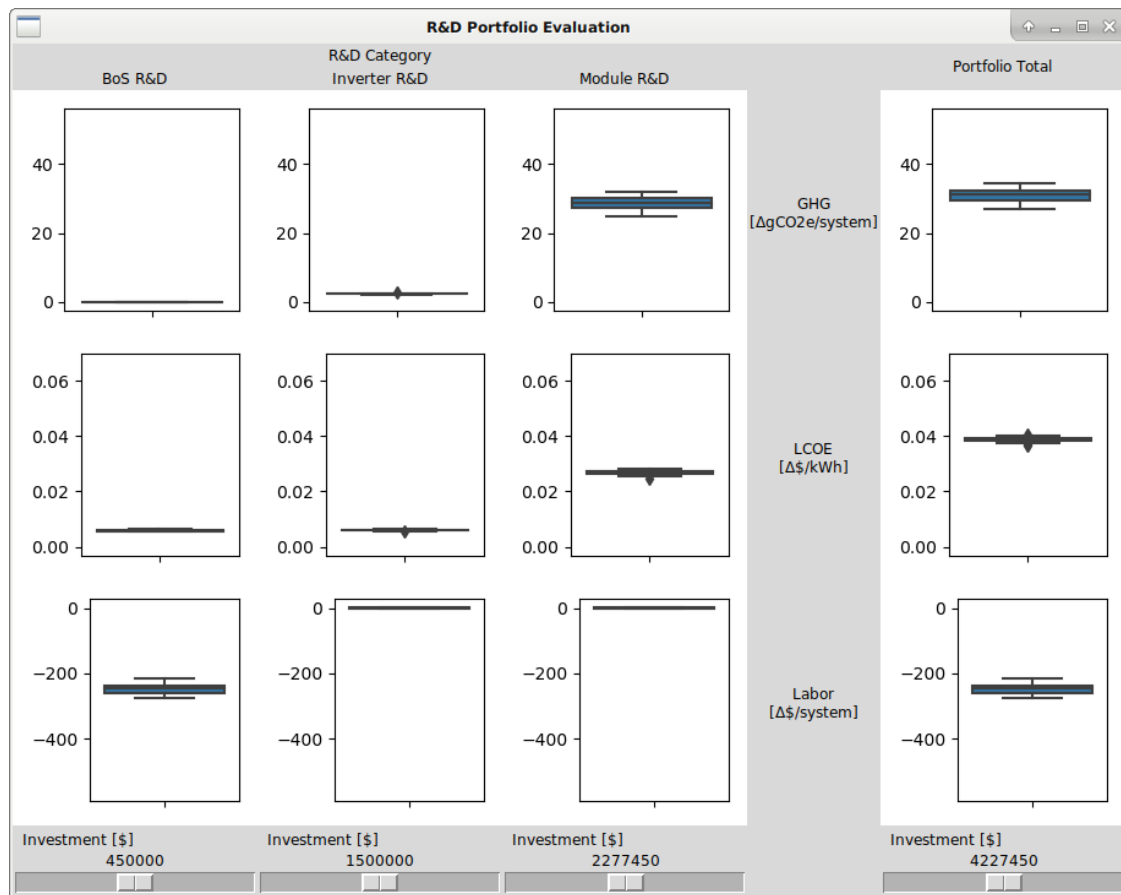 R&D Portfolio Evaluation
R&D Category
BoS R&D Inverter R&D Module R&D Portfolio Total
40 40 40 40
20 20 20 20
0 0 0 0
GHG
[ΔgCO2e/system]
0.06 0.06 0.06 0.06
0.04 0.04 0.04 0.04
0.02 0.02 0.02 0.02
0.00 0.00 0.00 0.00
LCOE
[Δ$/kWh]
0 0 0 0
−200 −200 −200 −200
−400 −400 −400 −400
Labor
[Δ$/system]
Investment [$] Investment [$] Investment [$] Investment [$]
450000 1500000 2277450 4227450